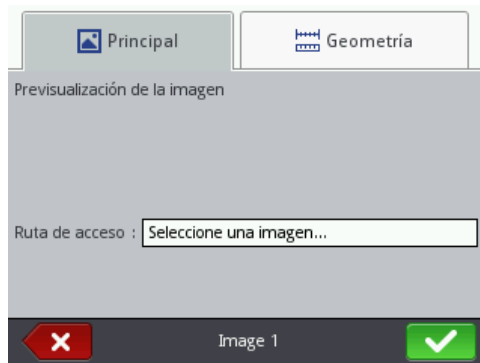 Principal
Geometría
Previsualización de la imagen
Ruta de acceso : Seleccione una imagen...
Image 1